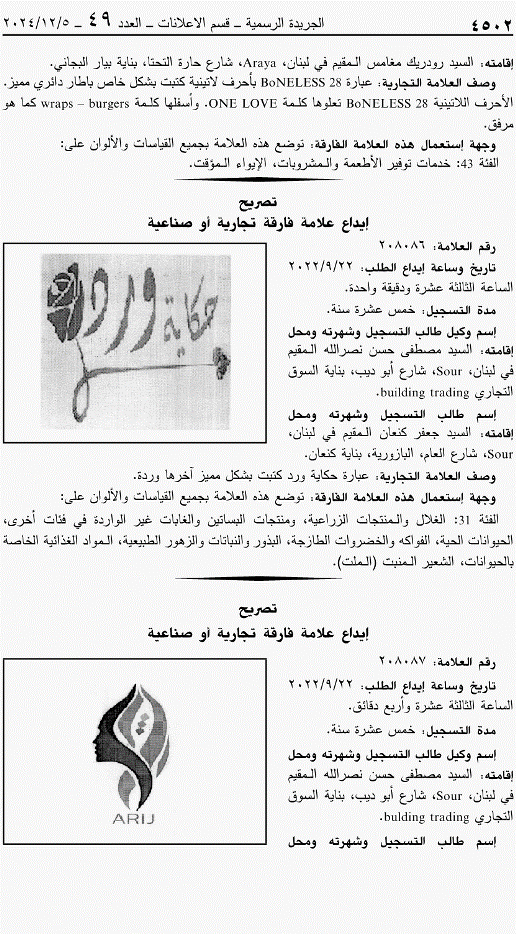 ٤٥٠٢ الجريدة الرسمية ـ قسم الاعلانات ـ العدد ٤٩ ـ ٢٠٢٤/١٢/٥
إقامته: السيد رودريك مغامس المقيم في لبنان، Araya، شارع حارة التحتا، بناية بيار البجاني.
وصف العلامة التجارية: عبارة BoNELESS 28 بأحرف لاتينية كتبت بشكل خاص باطار دائري مميز.
الأحرف اللاتينية BoNELESS 28 تعلوها كلمة ONE LOVE. وأسفلها كلمة wraps – burgers كما هو
مرفق.
وجهة إستعمال هذه العلامة الفارقة: توضع هذه العلامة بجميع القياسات والألوان على:
الفئة 43: خدمات توفير الأطعمة والمشروبات، الإيواء المؤقت.
تصريح
إيداع علامة فارقة تجارية أو صناعية
رقم العلامة: ٢٠٨٠٨٦
تاريخ وساعة إيداع الطلب: ٢٠٢٢/٩/٢٢
الساعة الثالثة عشرة ودقيقة واحدة.
مدة التسجيل: خمس عشرة سنة.
إسم وكيل طالب التسجيل وشهرته ومحل
إقامته: السيد مصطفى حسن نصرالله المقيم
في لبنان، Sour، شارع أبو ديب، بناية السوق
التجاري building trading.
إسم طالب التسجيل وشهرته ومحل
إقامته: السيد جعفر كنعان المقيم في لبنان،
Sour، شارع العام، البازورية، بناية كنعان.
حكاية ورد
وصف العلامة التجارية: عبارة حكاية ورد كتبت بشكل مميز آخرها وردة.
وجهة إستعمال هذه العلامة الفارقة: توضع هذه العلامة بجميع القياسات والألوان على:
الفئة 31: الغلال والمنتجات الزراعية، ومنتجات البساتين والغابات غير الواردة في فئات أخرى،
الحيوانات الحية، الفواكه والخضروات الطازجة، البذور والنباتات والزهور الطبيعية، المواد الغذائية الخاصة
بالحيوانات، الشعير المنبت (الملت).
تصريح
إيداع علامة فارقة تجارية أو صناعية
رقم العلامة: ٢٠٨٠٨٧
تاريخ وساعة إيداع الطلب: ٢٠٢٢/٩/٢٢
الساعة الثالثة عشرة وأربع دقائق.
مدة التسجيل: خمس عشرة سنة.
إسم وكيل طالب التسجيل وشهرته ومحل
إقامته: السيد مصطفى حسن نصرالله المقيم
في لبنان، Sour، شارع أبو ديب، بناية السوق
التجاري bulding trading.
إسم طالب التسجيل وشهرته ومحل
ARIJ